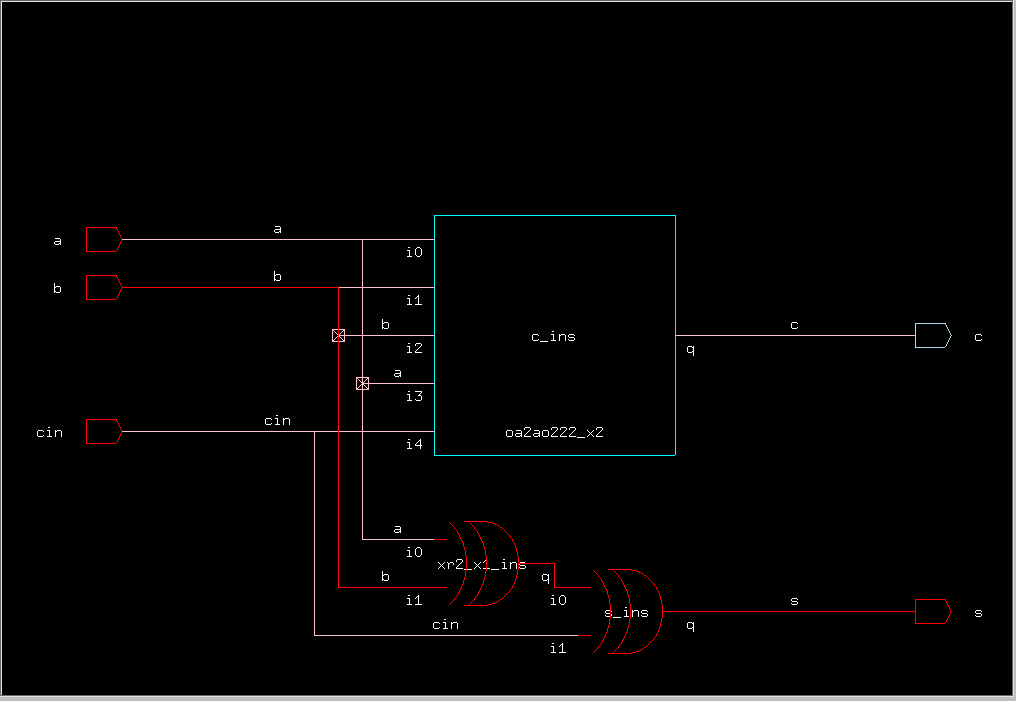 a
a
i0
b
b
i1
b
i2
c_ins
c
c
q
a
i3
cin
cin
oa2ao222_x2
i4
a
i0
xr2_x1_ins
b
q
i1
i0
s
s_ins
s
cin
q
i1